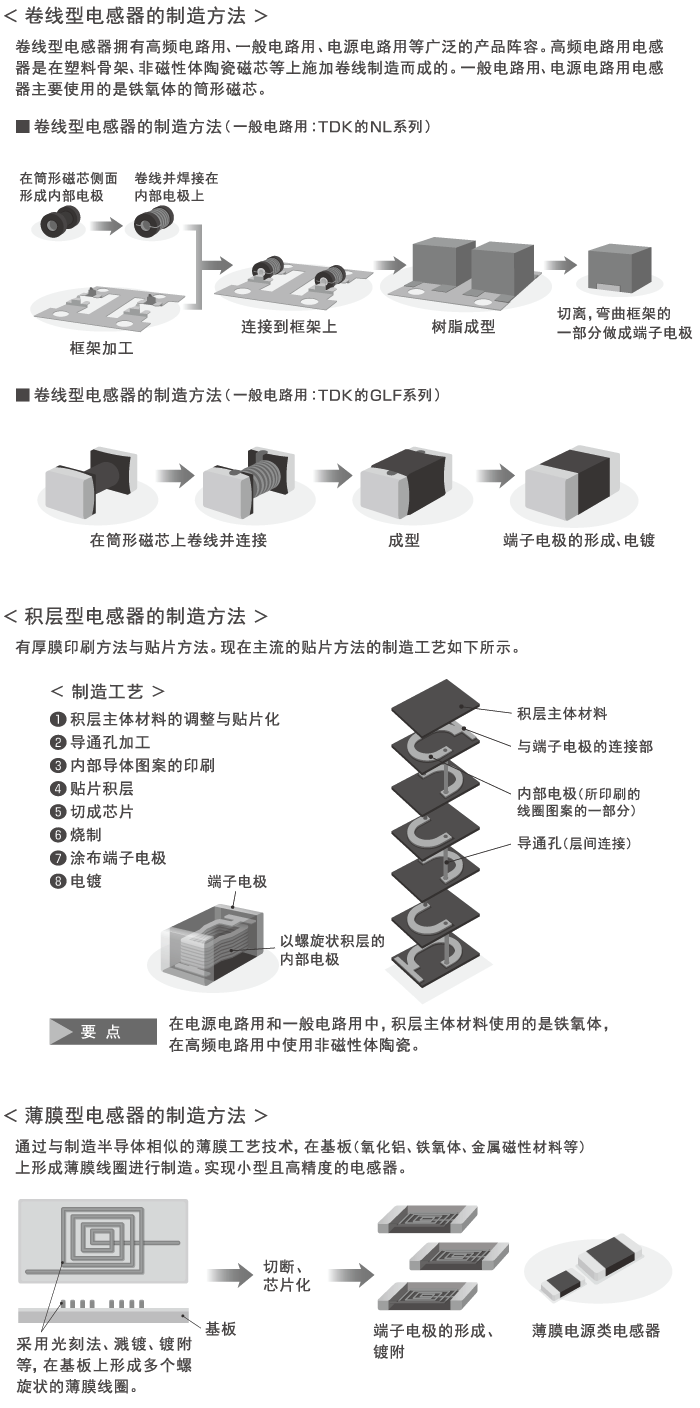 < 卷线型电感器的制造方法 >
卷线型电感器拥有高频电路用、一般电路用、电源电路用等广泛的产品阵容。高频电路用电感
器是在塑料骨架、非磁性体陶瓷磁芯等上施加卷线制造而成的。一般电路用、电源电路用电感
器主要使用的是铁氧体的筒形磁芯。
■ 卷线型电感器的制造方法（一般电路用：TDK的NL系列）
在筒形磁芯侧面
形成内部电极
卷线并焊接在
内部电极上
框架加工
连接到框架上
树脂成型
切离，弯曲框架的
一部分做成端子电极
■ 卷线型电感器的制造方法（一般电路用：TDK的GLF系列）
在筒形磁芯上卷线并连接
成型
端子电极的形成、电镀
< 积层型电感器的制造方法 >
有厚膜印刷方法与贴片方法。现在主流的贴片方法的制造工艺如下所示。
< 制造工艺 >
❶ 积层主体材料的调整与贴片化
❷ 导通孔加工
❸ 内部导体图案的印刷
❹ 贴片积层
❺ 切成芯片
❻ 烧制
❼ 涂布端子电极
❽ 电镀
端子电极
以螺旋状积层的
内部电极
积层主体材料
与端子电极的连接部
内部电极（所印刷的
线圈图案的一部分）
导通孔（层间连接）
要 点
在电源电路用和一般电路用中，积层主体材料使用的是铁氧体，
在高频电路用中使用非磁性体陶瓷。
< 薄膜型电感器的制造方法 >
通过与制造半导体相似的薄膜工艺技术，在基板（氧化铝、铁氧体、金属磁性材料等）
上形成薄膜线圈进行制造。实现小型且高精度的电感器。
基板
采用光刻法、溅镀、镀附
等，在基板上形成多个螺
旋状的薄膜线圈。
切断、
芯片化
端子电极的形成、
镀附
薄膜电源类电感器